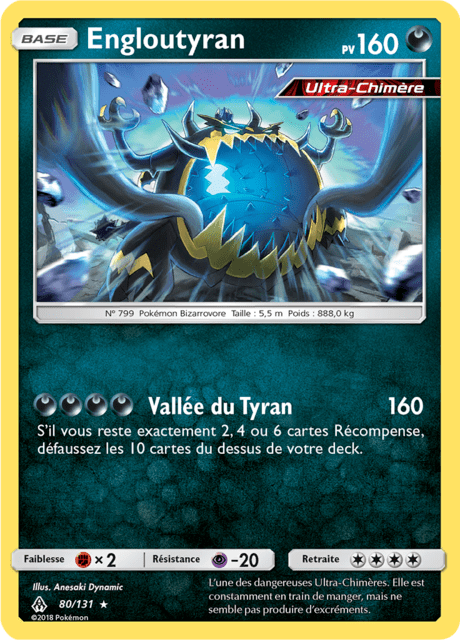 BASE Engloutyran PV160
Ultra-Chimère
N° 799 Pokémon Bizarrovore Taille : 5,5 m Poids : 888,0 kg
Vallée du Tyran 160
S'il vous reste exactement 2, 4 ou 6 cartes Récompense,
défaussez les 10 cartes du dessus de votre deck.
Faiblesse ×2 Résistance -20 Retraite
Illus. Anesaki Dynamic
L'une des dangereuses Ultra-Chimères. Elle est
constamment en train de manger, mais ne
semble pas produire d'excréments.
80/131 ★
©2018 Pokémon